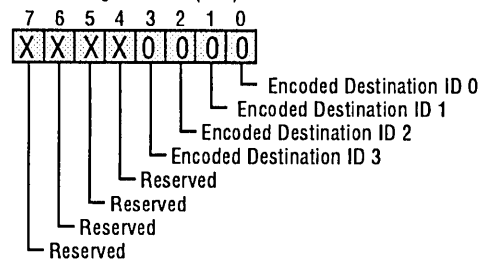 7 6 5 4 3 2 1 0
X X X X 0 0 0 0
Encoded Destination ID 0
Encoded Destination ID 1
Encoded Destination ID 2
Encoded Destination ID 3
Reserved
Reserved
Reserved
Reserved